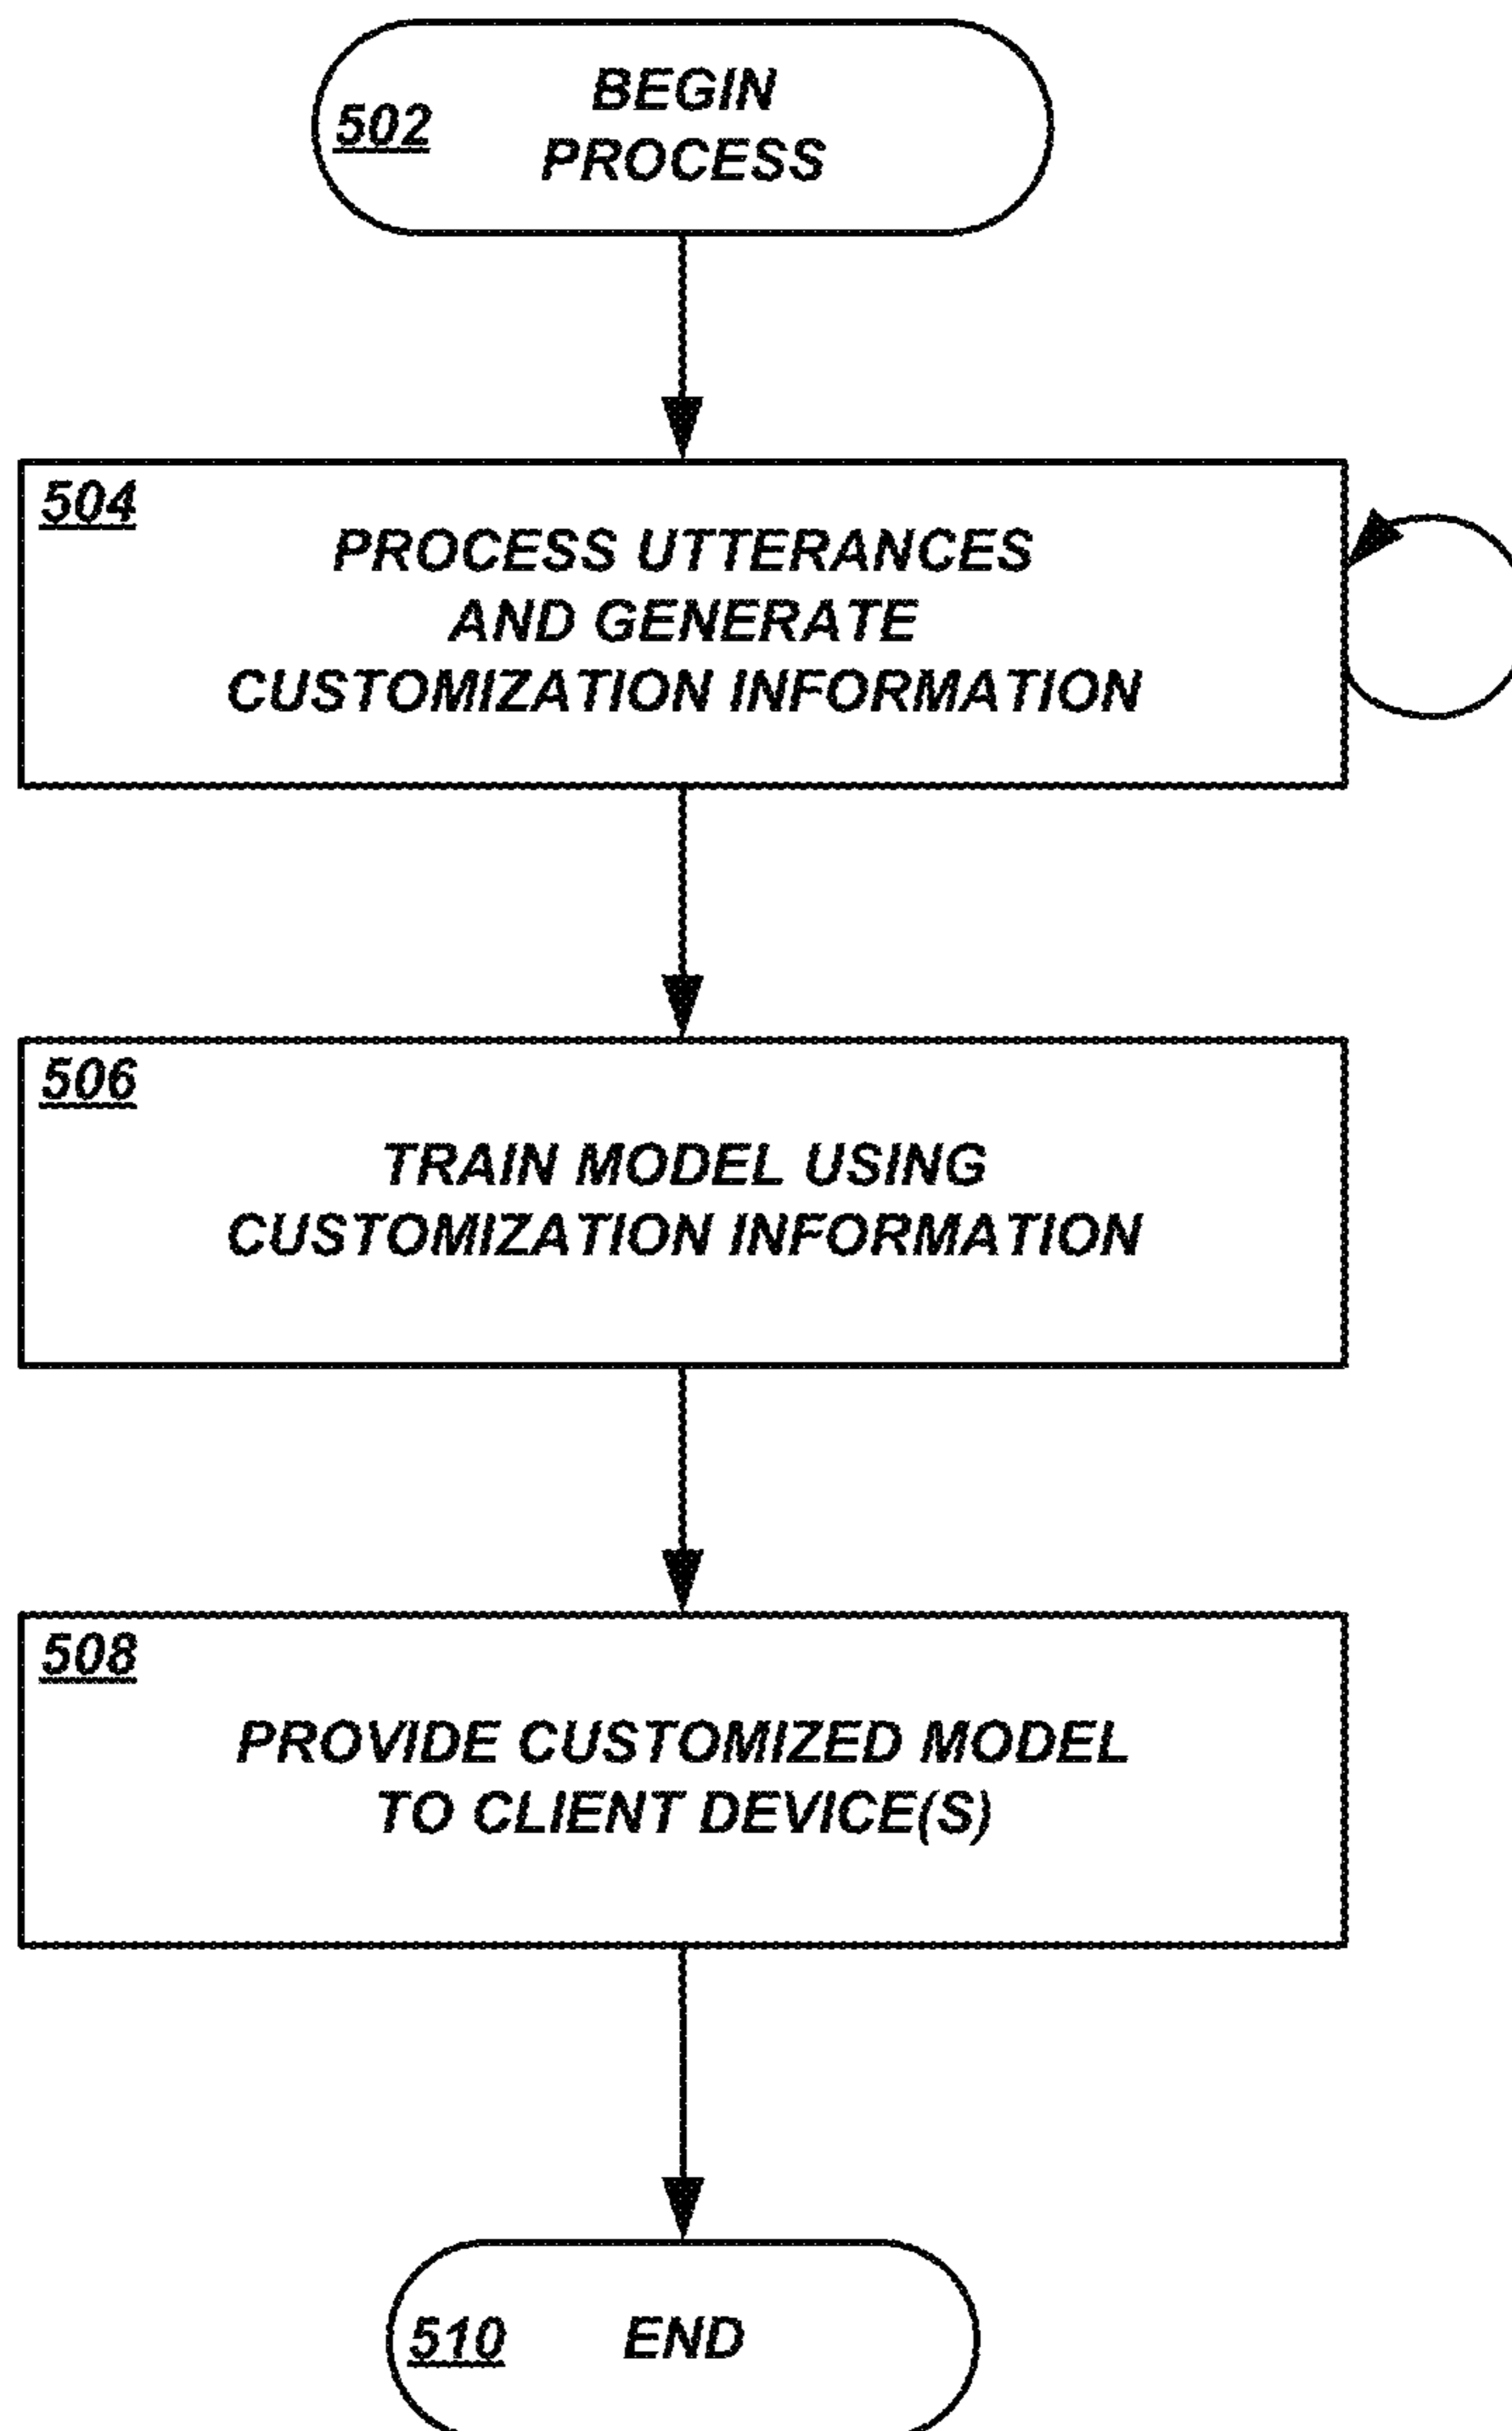 502
BEGIN
PROCESS
504
PROCESS UTTERANCES
AND GENERATE
CUSTOMIZATION INFORMATION
506
TRAIN MODEL USING
CUSTOMIZATION INFORMATION
508
PROVIDE CUSTOMIZED MODEL
TO CLIENT DEVICE(S)
510
END